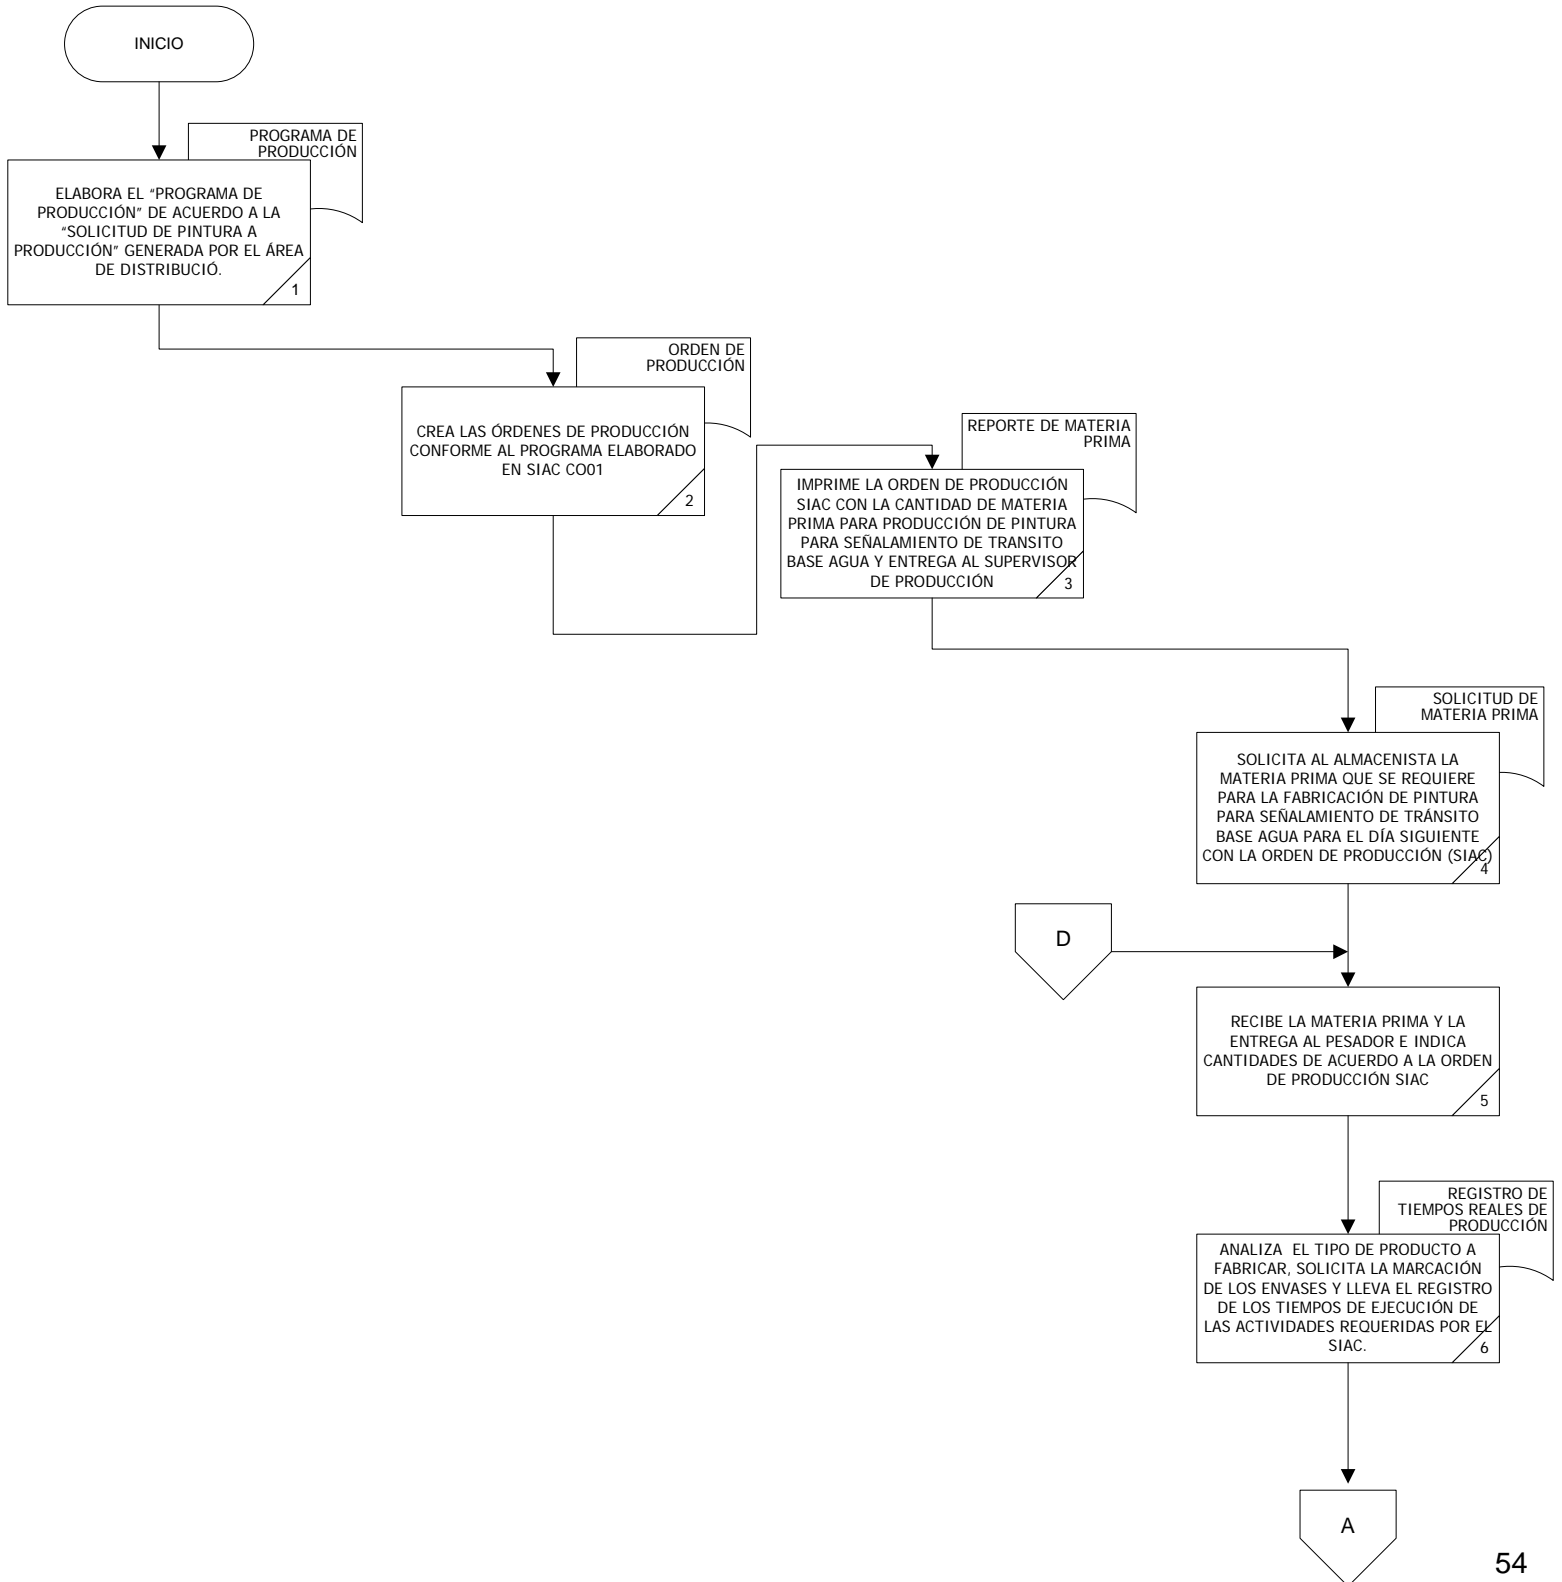 INICIO
PROGRAMA DE
PRODUCCIÓN
ELABORA EL “PROGRAMA DE
PRODUCCIÓN” DE ACUERDO A LA
“SOLICITUD DE PINTURA A
PRODUCCIÓN” GENERADA POR EL ÁREA
DE DISTRIBUCIÓ.
1
ORDEN DE
PRODUCCIÓN
CREA LAS ÓRDENES DE PRODUCCIÓN
CONFORME AL PROGRAMA ELABORADO
EN SIAC CO01
2
REPORTE DE MATERIA
PRIMA
IMPRIME LA ORDEN DE PRODUCCIÓN
SIAC CON LA CANTIDAD DE MATERIA
PRIMA PARA PRODUCCIÓN DE PINTURA
PARA SEÑALAMIENTO DE TRANSITO
BASE AGUA Y ENTREGA AL SUPERVISOR
DE PRODUCCIÓN
3
SOLICITUD DE
MATERIA PRIMA
SOLICITA AL ALMACENISTA LA
MATERIA PRIMA QUE SE REQUIERE
PARA LA FABRICACIÓN DE PINTURA
PARA SEÑALAMIENTO DE TRÁNSITO
BASE AGUA PARA EL DÍA SIGUIENTE
CON LA ORDEN DE PRODUCCIÓN (SIAC)
4
D
RECIBE LA MATERIA PRIMA Y LA
ENTREGA AL PESADOR E INDICA
CANTIDADES DE ACUERDO A LA ORDEN
DE PRODUCCIÓN SIAC
5
REGISTRO DE
TIEMPOS REALES DE
PRODUCCIÓN
ANALIZA  EL TIPO DE PRODUCTO A
FABRICAR, SOLICITA LA MARCACIÓN
DE LOS ENVASES Y LLEVA EL REGISTRO
DE LOS TIEMPOS DE EJECUCIÓN DE
LAS ACTIVIDADES REQUERIDAS POR EL
SIAC.
6
A
54